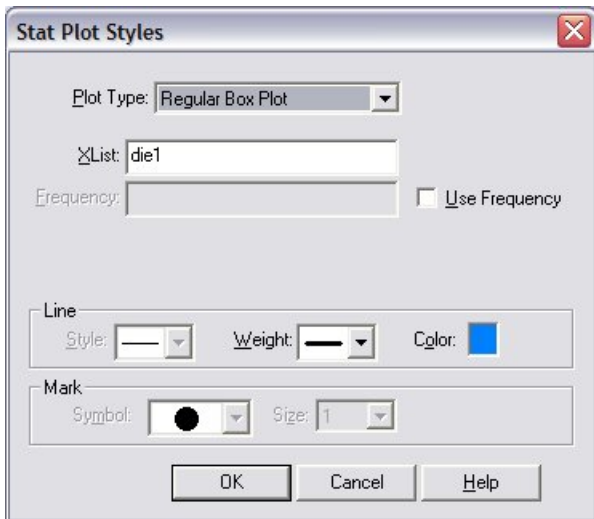 Stat Plot Styles
Plot Type: Regular Box Plot
XList: die1
Frequency: Use Frequency
Line
Style: Weight: Color:
Mark
Symbol: Size: 1
OK Cancel Help